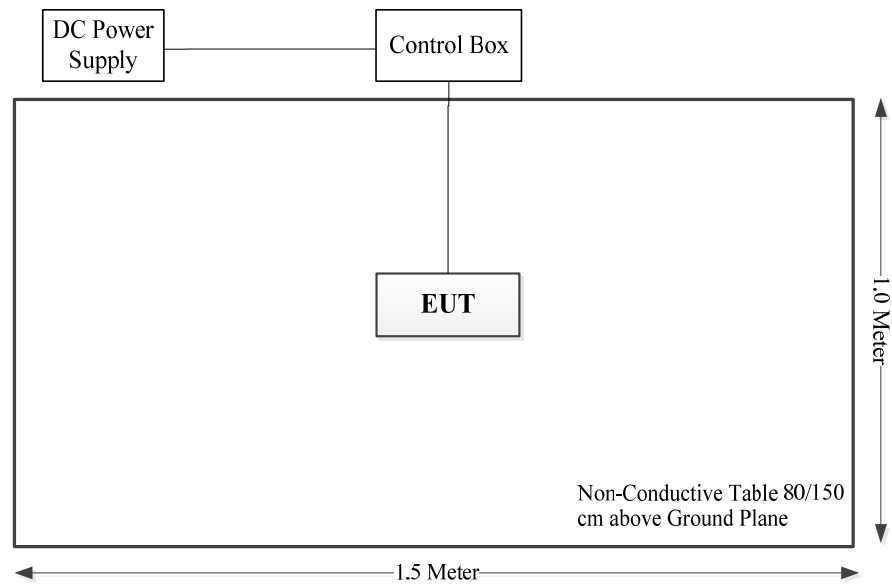 DC Power
Supply
Control Box
EUT
1.0 Meter
Non-Conductive Table 80/150
cm above Ground Plane
1.5 Meter